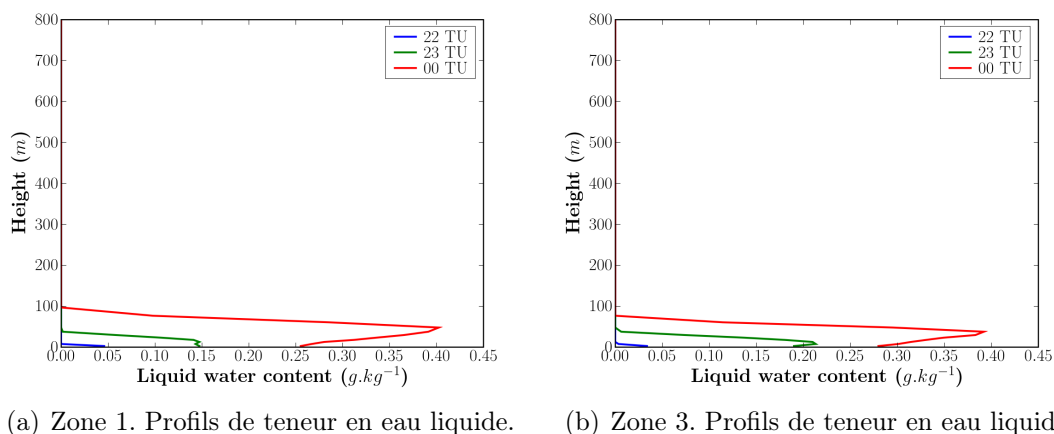 800
700
600
500
400
300
200
100
0
Height (m)
0.00 0.05 0.10 0.15 0.20 0.25 0.30 0.35 0.40 0.45
Liquid water content (g.kg⁻¹)
22 TU
23 TU
00 TU
(a) Zone 1. Profils de teneur en eau liquide.
800
700
600
500
400
300
200
100
0
Height (m)
0.00 0.05 0.10 0.15 0.20 0.25 0.30 0.35 0.40 0.45
Liquid water content (g.kg⁻¹)
22 TU
23 TU
00 TU
(b) Zone 3. Profils de teneur en eau liquid